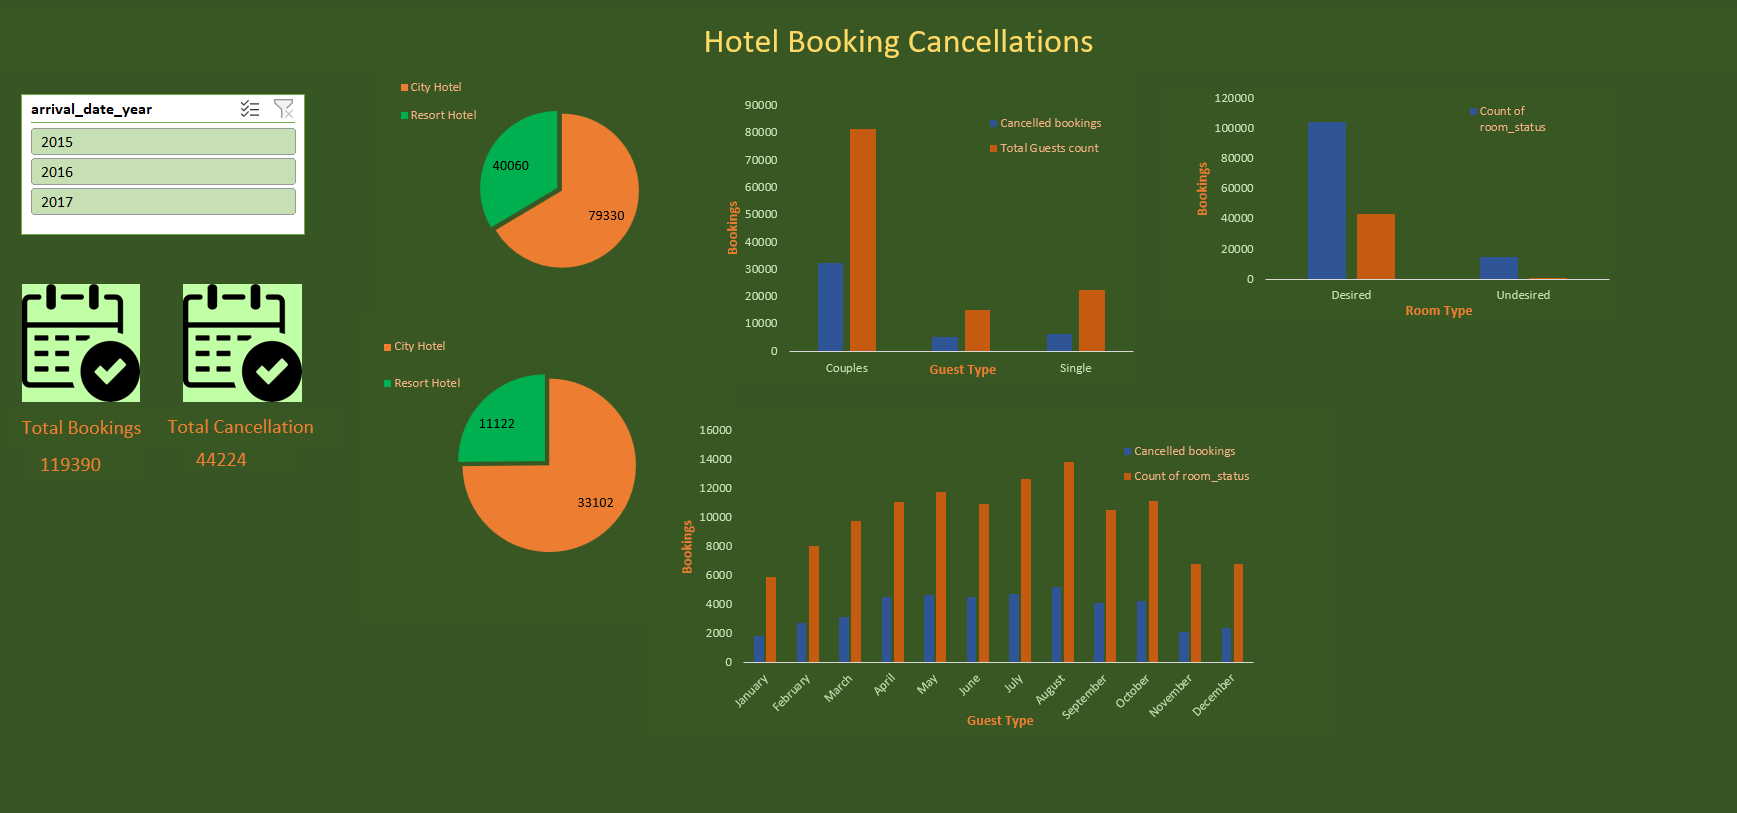 Hotel Booking Cancellations
arrival_date_year
2015
2016
2017
Total Bookings
119390
Total Cancellation
44224
City Hotel
Resort Hotel
40060
79330
City Hotel
Resort Hotel
11122
33102
90000
80000
70000
60000
50000
40000
30000
20000
10000
0
Bookings
Cancelled bookings
Total Guests count
Couples
Guest Type
Single
120000
100000
80000
60000
40000
20000
0
Bookings
Count of
room_status
Desired
Undesired
Room Type
16000
14000
12000
10000
8000
6000
4000
2000
0
Bookings
Cancelled bookings
Count of room_status
January
February
March
April
May
June
July
August
September
October
November
December
Guest Type